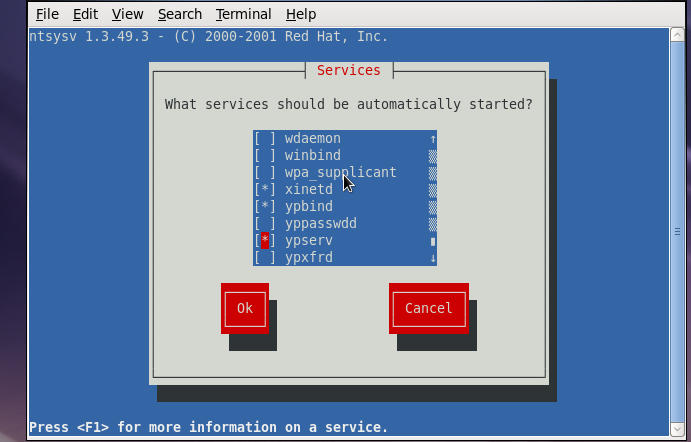 File Edit View Search Terminal Help
ntsysv 1.3.49.3 - (C) 2000-2001 Red Hat, Inc.
Services
What services should be automatically started?
[ ] wdaemon
[ ] winbind
[ ] wpa_supplicant
[*] xinetd
[*] ypbind
[ ] yppasswdd
[*] ypserv
[ ] ypxfrd
Ok Cancel
Press <F1> for more information on a service.